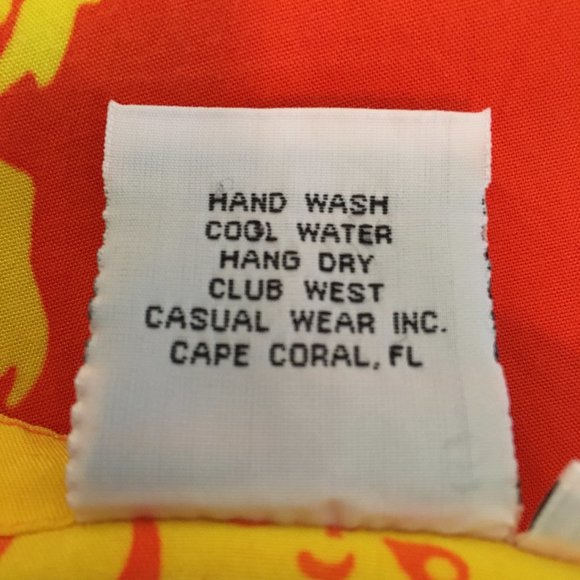 HAND WASH
COOL WATER
HANG DRY
CLUB WEST
CASUAL WEAR INC.
CAPE CORAL, FL